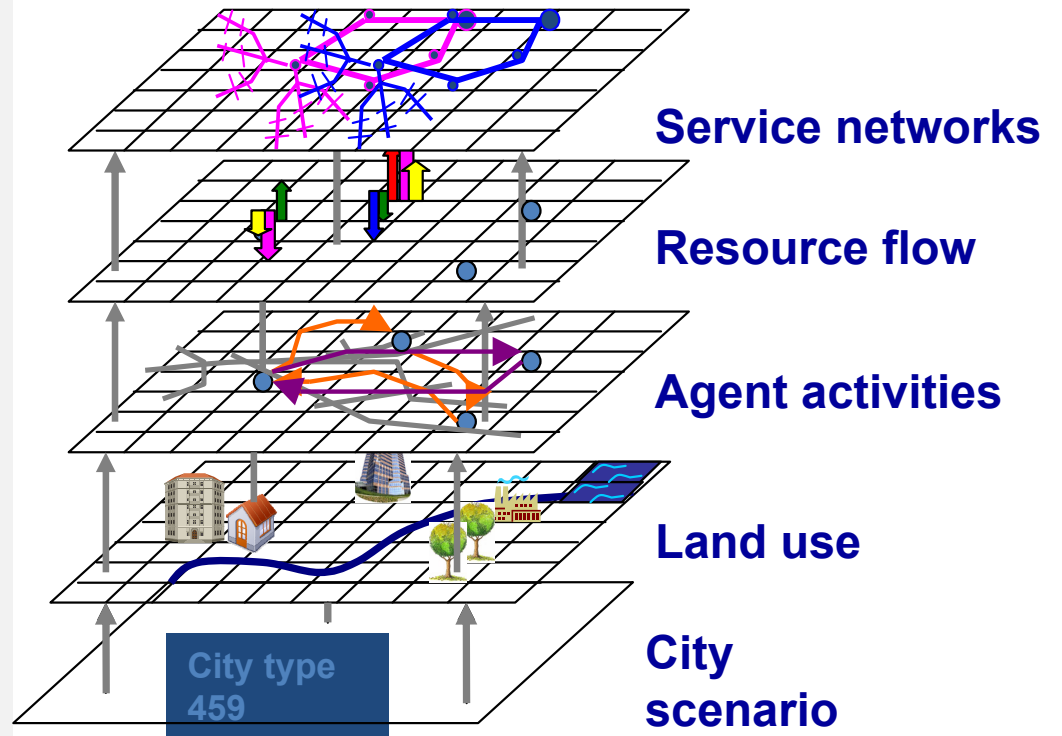 Service networks
Resource flow
Agent activities
Land use
City
scenario
City type
459